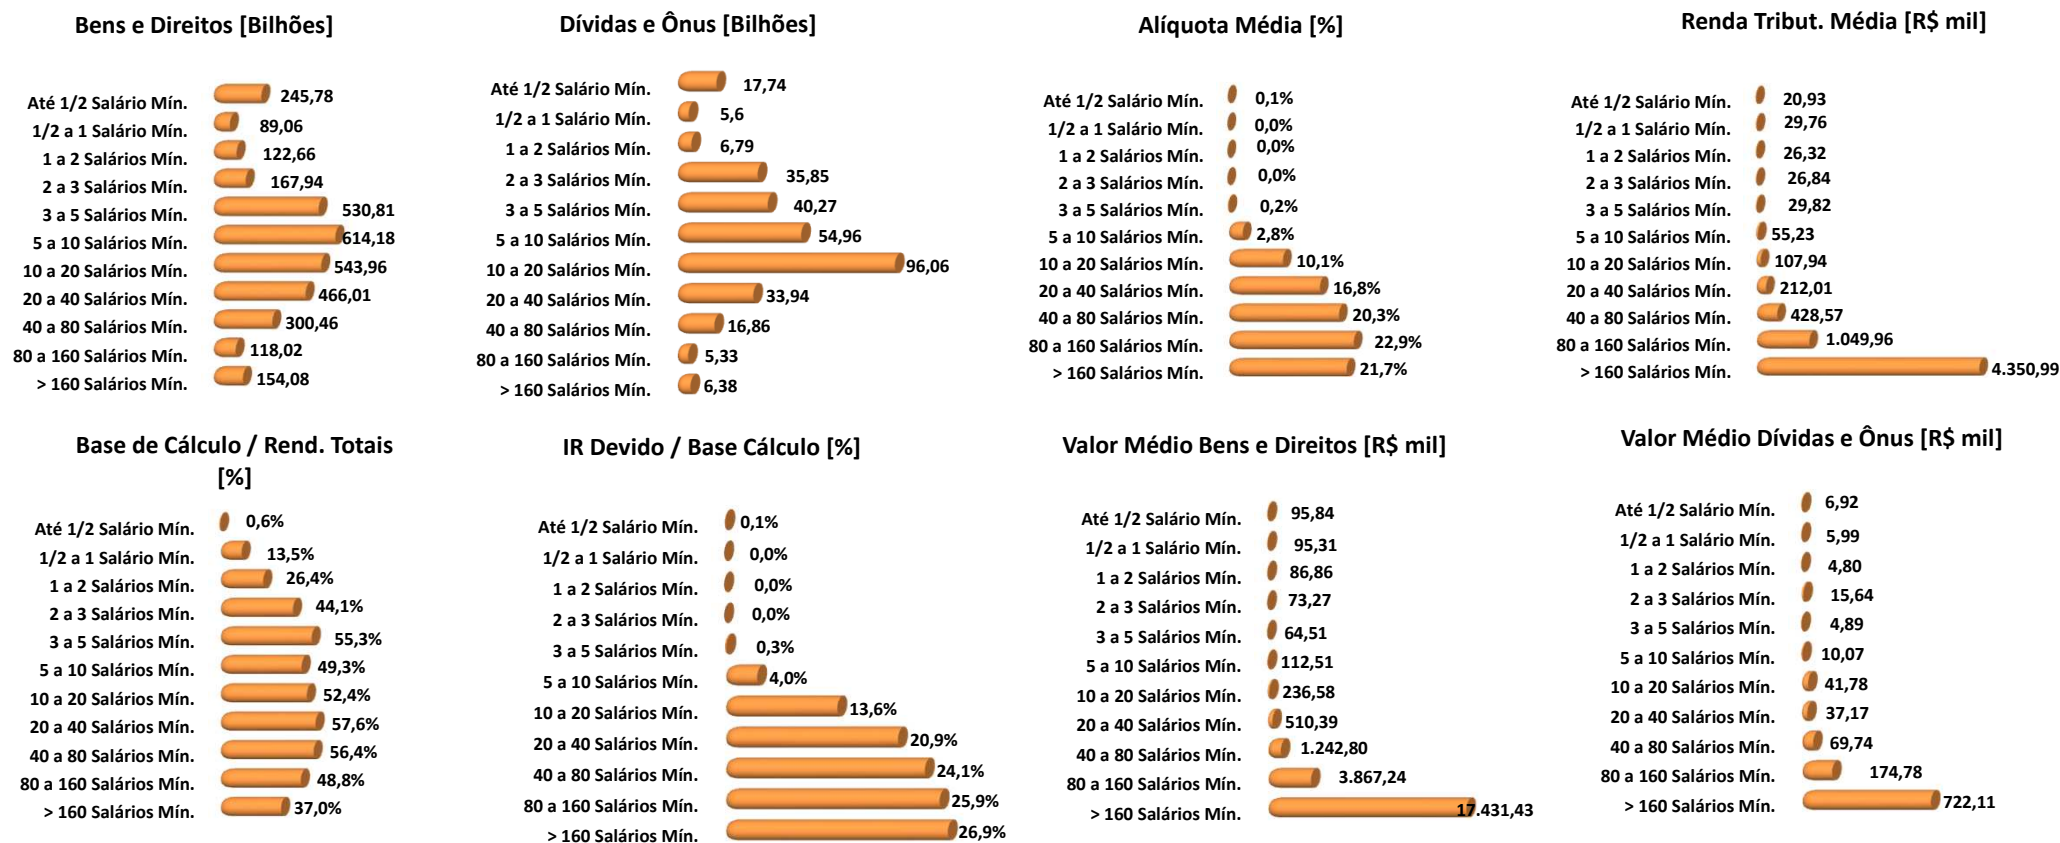 Bens e Direitos [Bilhões]
Até 1/2 Salário Mín. 245,78
1/2 a 1 Salário Mín. 89,06
1 a 2 Salários Mín. 122,66
2 a 3 Salários Mín. 167,94
3 a 5 Salários Mín. 530,81
5 a 10 Salários Mín. 614,18
10 a 20 Salários Mín. 543,96
20 a 40 Salários Mín. 466,01
40 a 80 Salários Mín. 300,46
80 a 160 Salários Mín. 118,02
> 160 Salários Mín. 154,08
Dívidas e Ônus [Bilhões]
Até 1/2 Salário Mín. 17,74
1/2 a 1 Salário Mín. 5,6
1 a 2 Salários Mín. 6,79
2 a 3 Salários Mín. 35,85
3 a 5 Salários Mín. 40,27
5 a 10 Salários Mín. 54,96
10 a 20 Salários Mín. 96,06
20 a 40 Salários Mín. 33,94
40 a 80 Salários Mín. 16,86
80 a 160 Salários Mín. 5,33
> 160 Salários Mín. 6,38
Alíquota Média [%]
Até 1/2 Salário Mín. 0,1%
1/2 a 1 Salário Mín. 0,0%
1 a 2 Salários Mín. 0,0%
2 a 3 Salários Mín. 0,0%
3 a 5 Salários Mín. 0,2%
5 a 10 Salários Mín. 2,8%
10 a 20 Salários Mín. 10,1%
20 a 40 Salários Mín. 16,8%
40 a 80 Salários Mín. 20,3%
80 a 160 Salários Mín. 22,9%
> 160 Salários Mín. 21,7%
Renda Tribut. Média [R$ mil]
Até 1/2 Salário Mín. 20,93
1/2 a 1 Salário Mín. 29,76
1 a 2 Salários Mín. 26,32
2 a 3 Salários Mín. 26,84
3 a 5 Salários Mín. 29,82
5 a 10 Salários Mín. 55,23
10 a 20 Salários Mín. 107,94
20 a 40 Salários Mín. 212,01
40 a 80 Salários Mín. 428,57
80 a 160 Salários Mín. 1.049,96
> 160 Salários Mín. 4.350,99
Base de Cálculo / Rend. Totais
[%]
Até 1/2 Salário Mín. 0,6%
1/2 a 1 Salário Mín. 13,5%
1 a 2 Salários Mín. 26,4%
2 a 3 Salários Mín. 44,1%
3 a 5 Salários Mín. 55,3%
5 a 10 Salários Mín. 49,3%
10 a 20 Salários Mín. 52,4%
20 a 40 Salários Mín. 57,6%
40 a 80 Salários Mín. 56,4%
80 a 160 Salários Mín. 48,8%
> 160 Salários Mín. 37,0%
IR Devido / Base Cálculo [%]
Até 1/2 Salário Mín. 0,1%
1/2 a 1 Salário Mín. 0,0%
1 a 2 Salários Mín. 0,0%
2 a 3 Salários Mín. 0,0%
3 a 5 Salários Mín. 0,3%
5 a 10 Salários Mín. 4,0%
10 a 20 Salários Mín. 13,6%
20 a 40 Salários Mín. 20,9%
40 a 80 Salários Mín. 24,1%
80 a 160 Salários Mín. 25,9%
> 160 Salários Mín. 26,9%
Valor Médio Bens e Direitos [R$ mil]
Até 1/2 Salário Mín. 95,84
1/2 a 1 Salário Mín. 95,31
1 a 2 Salários Mín. 86,86
2 a 3 Salários Mín. 73,27
3 a 5 Salários Mín. 64,51
5 a 10 Salários Mín. 112,51
10 a 20 Salários Mín. 236,58
20 a 40 Salários Mín. 510,39
40 a 80 Salários Mín. 1.242,80
80 a 160 Salários Mín. 3.867,24
> 160 Salários Mín. 17.431,43
Valor Médio Dívidas e Ônus [R$ mil]
Até 1/2 Salário Mín. 6,92
1/2 a 1 Salário Mín. 5,99
1 a 2 Salários Mín. 4,80
2 a 3 Salários Mín. 15,64
3 a 5 Salários Mín. 4,89
5 a 10 Salários Mín. 10,07
10 a 20 Salários Mín. 41,78
20 a 40 Salários Mín. 37,17
40 a 80 Salários Mín. 69,74
80 a 160 Salários Mín. 174,78
> 160 Salários Mín. 722,11